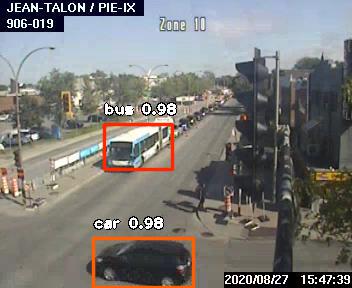 JEAN-TALON / PIE-IX
906-019
Zone 10
bus 0.98
car 0.98
2020/08/27 15:47:39